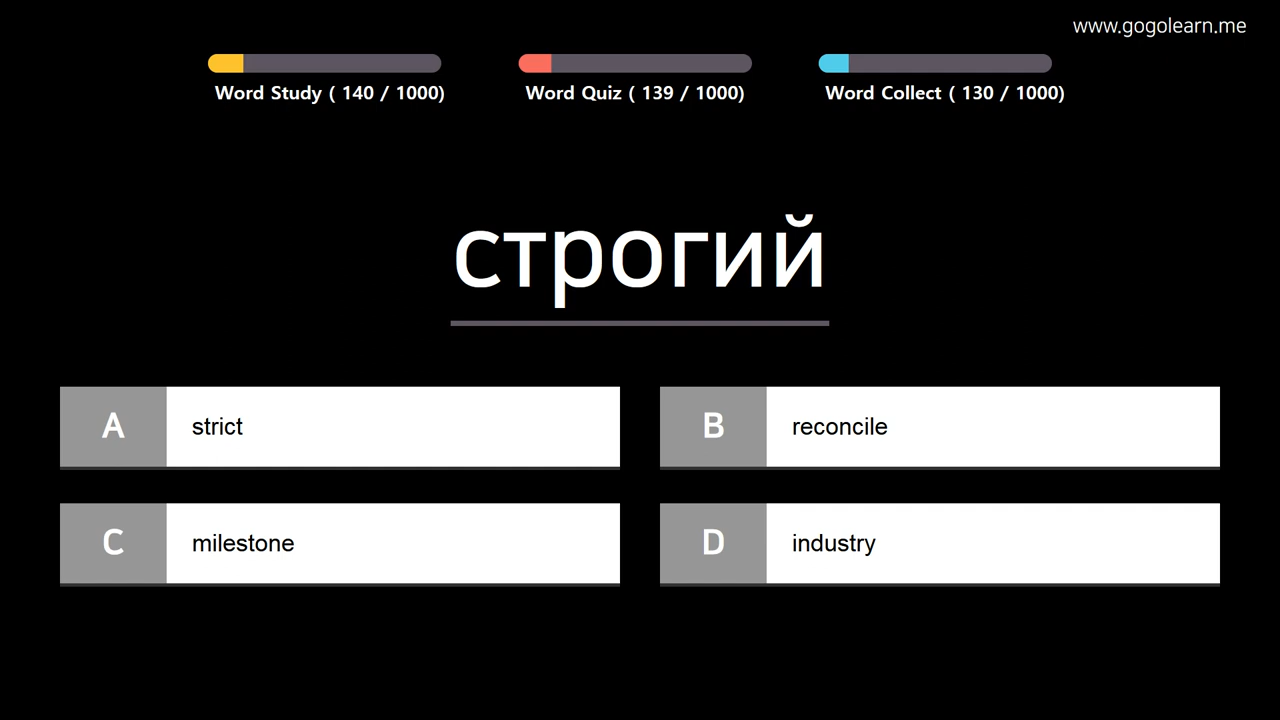 www.gogolearn.me
Word Study ( 140 / 1000)
Word Quiz ( 139 / 1000)
Word Collect ( 130 / 1000)
строгий
A strict
B reconcile
C milestone
D industry